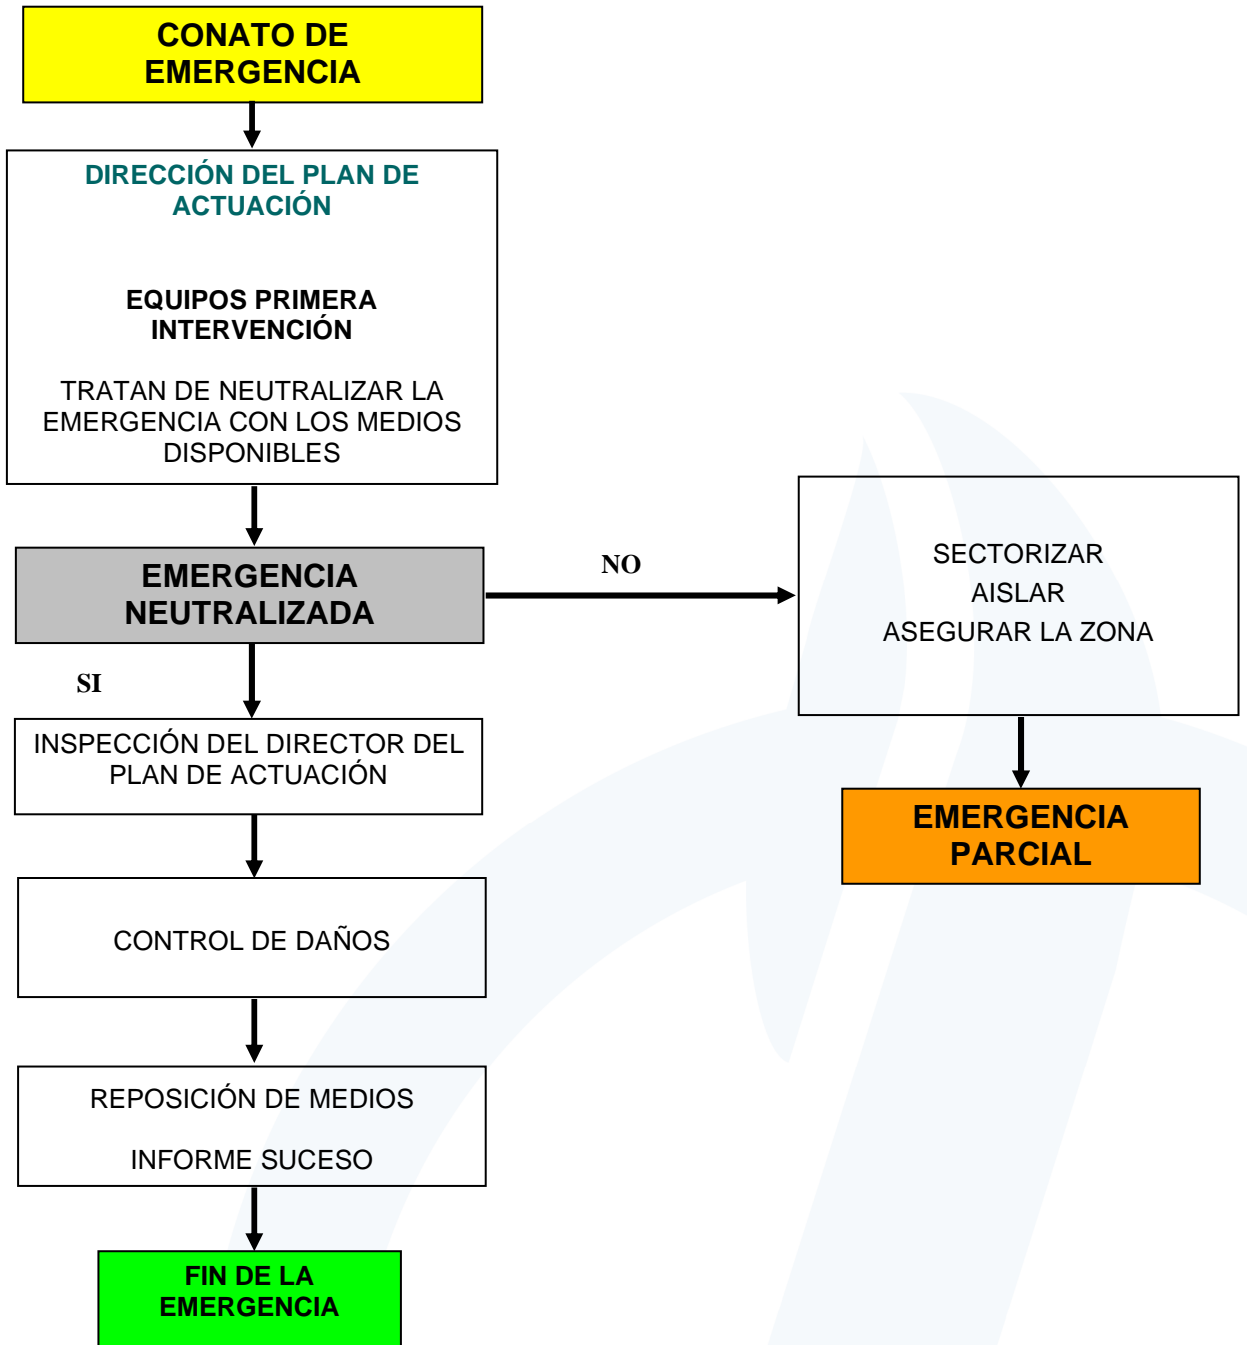 CONATO DE
EMERGENCIA
DIRECCIÓN DEL PLAN DE
ACTUACIÓN
EQUIPOS PRIMERA
INTERVENCIÓN
TRATAN DE NEUTRALIZAR LA
EMERGENCIA CON LOS MEDIOS
DISPONIBLES
EMERGENCIA
NEUTRALIZADA
NO
SECTORIZAR
AISLAR
ASEGURAR LA ZONA
SI
INSPECCIÓN DEL DIRECTOR DEL
PLAN DE ACTUACIÓN
EMERGENCIA
PARCIAL
CONTROL DE DAÑOS
REPOSICIÓN DE MEDIOS
INFORME SUCESO
FIN DE LA
EMERGENCIA